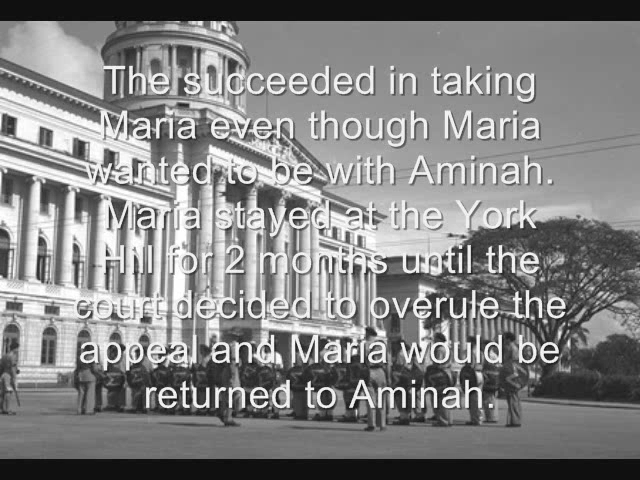 The succeeded in taking
Maria even though Maria
wanted to be with Aminah.
Maria stayed at the York
Hill for 2 months until the
court decided to overule the
appeal and Maria would be
returned to Aminah.